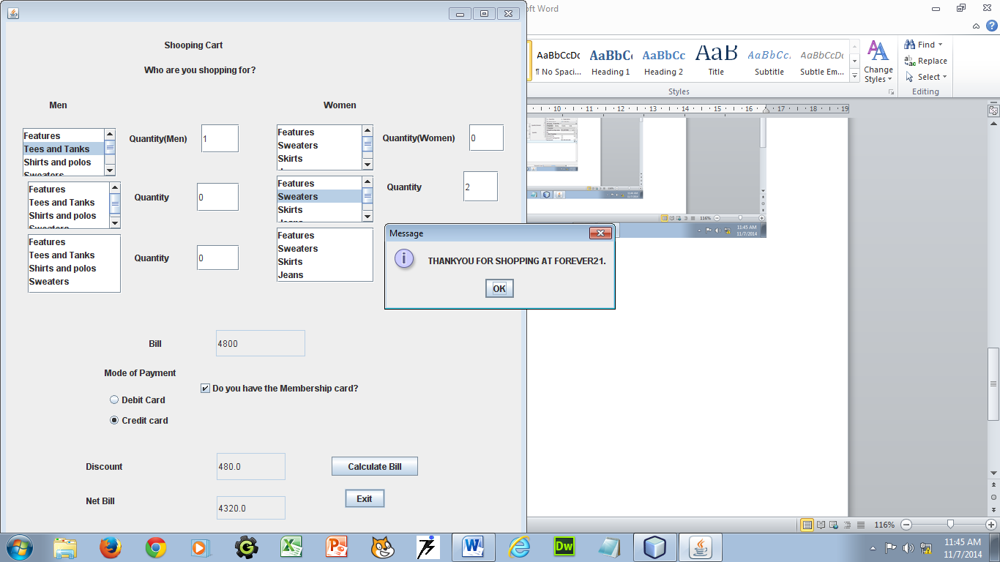 Shooping Cart
Who are you shopping for?
Men
Women
Features
Tees and Tanks
Shirts and polos
Sweaters
Quantity(Men)
1
Features
Sweaters
Skirts
Quantity(Women)
0
Features
Tees and Tanks
Shirts and polos
Sweaters
Quantity
0
Features
Sweaters
Skirts
Jeans
Quantity
2
Features
Tees and Tanks
Shirts and polos
Sweaters
Quantity
0
Features
Sweaters
Skirts
Jeans
Message
THANKYOU FOR SHOPPING AT FOREVER21.
OK
Bill
4800
Mode of Payment
Do you have the Membership card?
Debit Card
Credit card
Discount
480.0
Calculate Bill
Net Bill
4320.0
Exit
oft Word
AaBbCcDc AaBbC AaBbCc AaB AaBbCc. AaBbCcDc
¶ No Spaci... Heading 1 Heading 2 Title Subtitle Subtle Em...
Change Styles
Find
Replace
Select
Styles
Editing
10 11 12 13 14 15 16 17 18 19
116%
11:45 AM
11/7/2014
116%
Dw
11:45 AM
11/7/2014